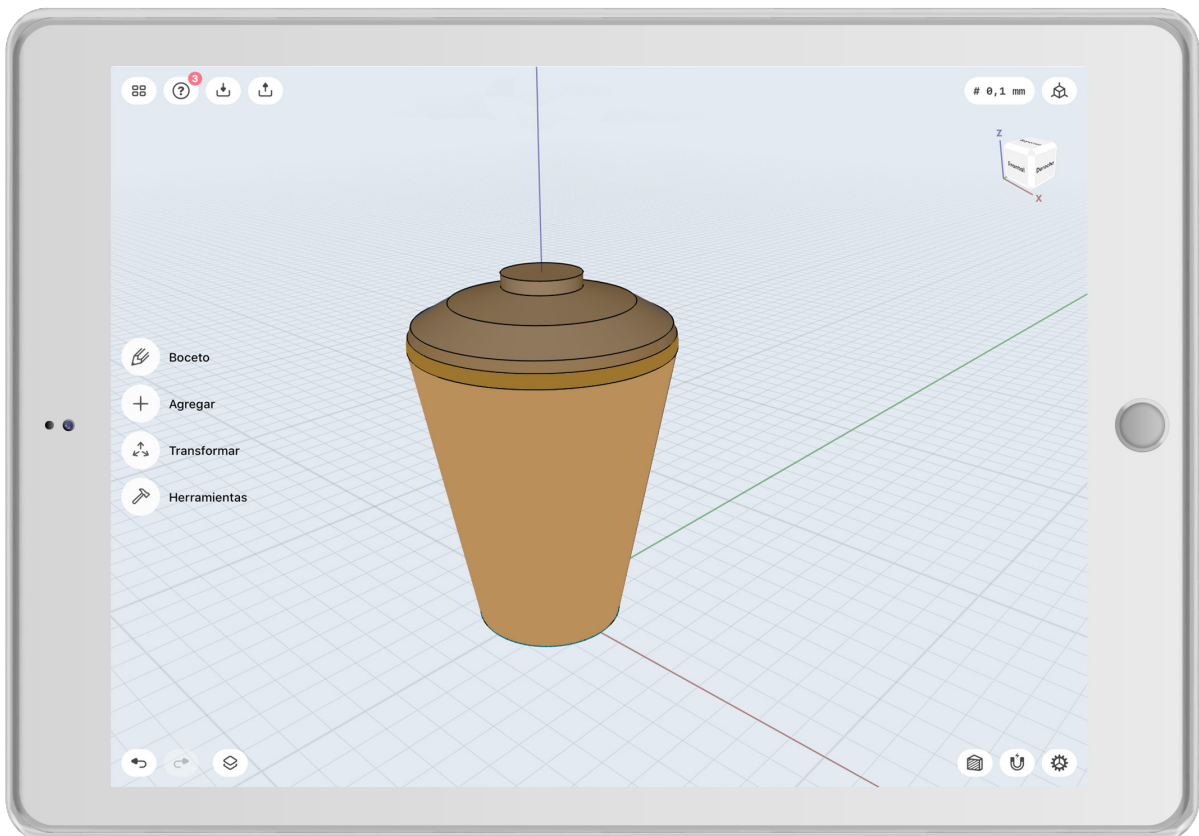 3
# 0,1 mm
Z
Frontal
Derecho
X
Boceto
Agregar
Transformar
Herramientas